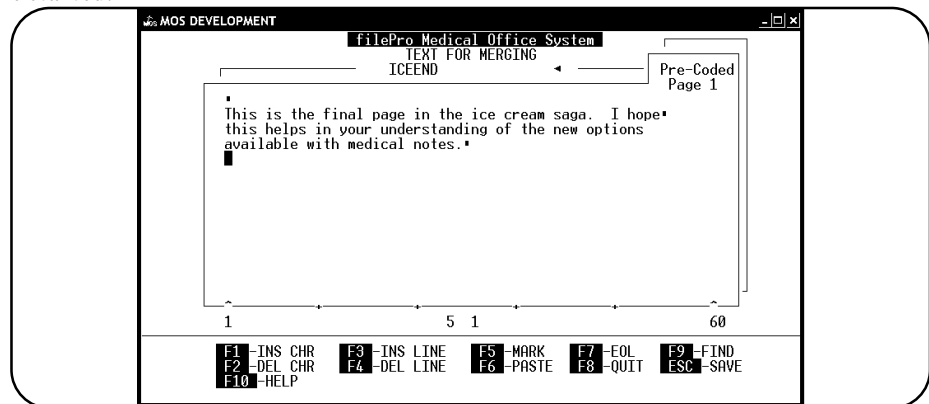 MOS DEVELOPMENT
filePro Medical Office System
TEXT FOR MERGING
ICEEND
Pre-Coded
Page 1
This is the final page in the ice cream saga.  I hope
this helps in your understanding of the new options
available with medical notes.
1 5 1 60
F1 -INS CHR F3 -INS LINE F5 -MARK F7 -EOL F9 -FIND
F2 -DEL CHR F4 -DEL LINE F6 -PASTE F8 -QUIT ESC -SAVE
F10 -HELP